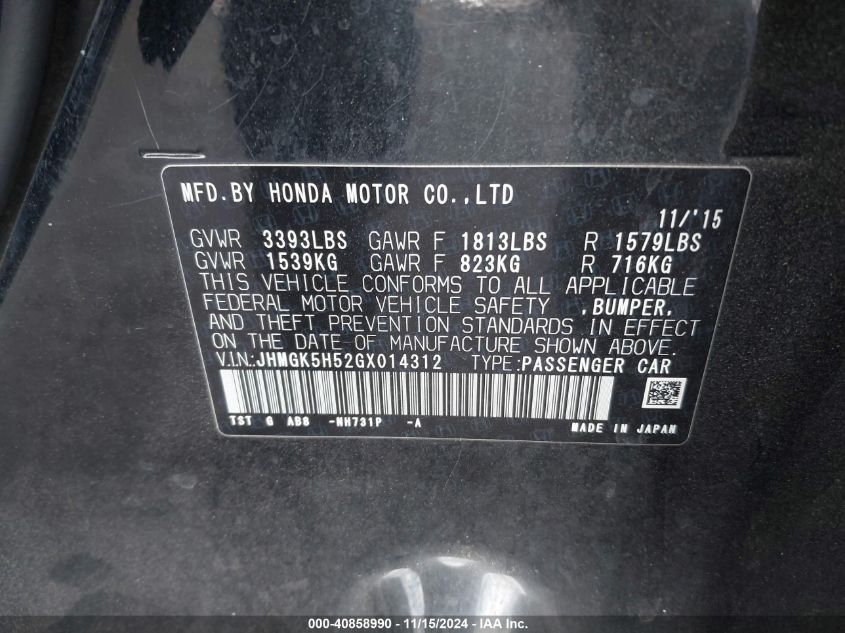 MFD.BY HONDA MOTOR CO.,LTD
11/'15
GVWR 3393LBS GAWR F 1813LBS R 1579LBS
GVWR 1539KG GAWR F 823KG R 716KG
THIS VEHICLE CONFORMS TO ALL APPLICABLE
FEDERAL MOTOR VEHICLE SAFETY ,BUMPER,
AND THEFT PREVENTION STANDARDS IN EFFECT
ON THE DATE OF MANUFACTURE SHOWN ABOVE.
V.I.N:JHMGK5H52GX014312 TYPE:PASSENGER CAR
TST G AB8 -NH731P -A MADE IN JAPAN
000-40858990 - 11/15/2024 - IAA Inc.